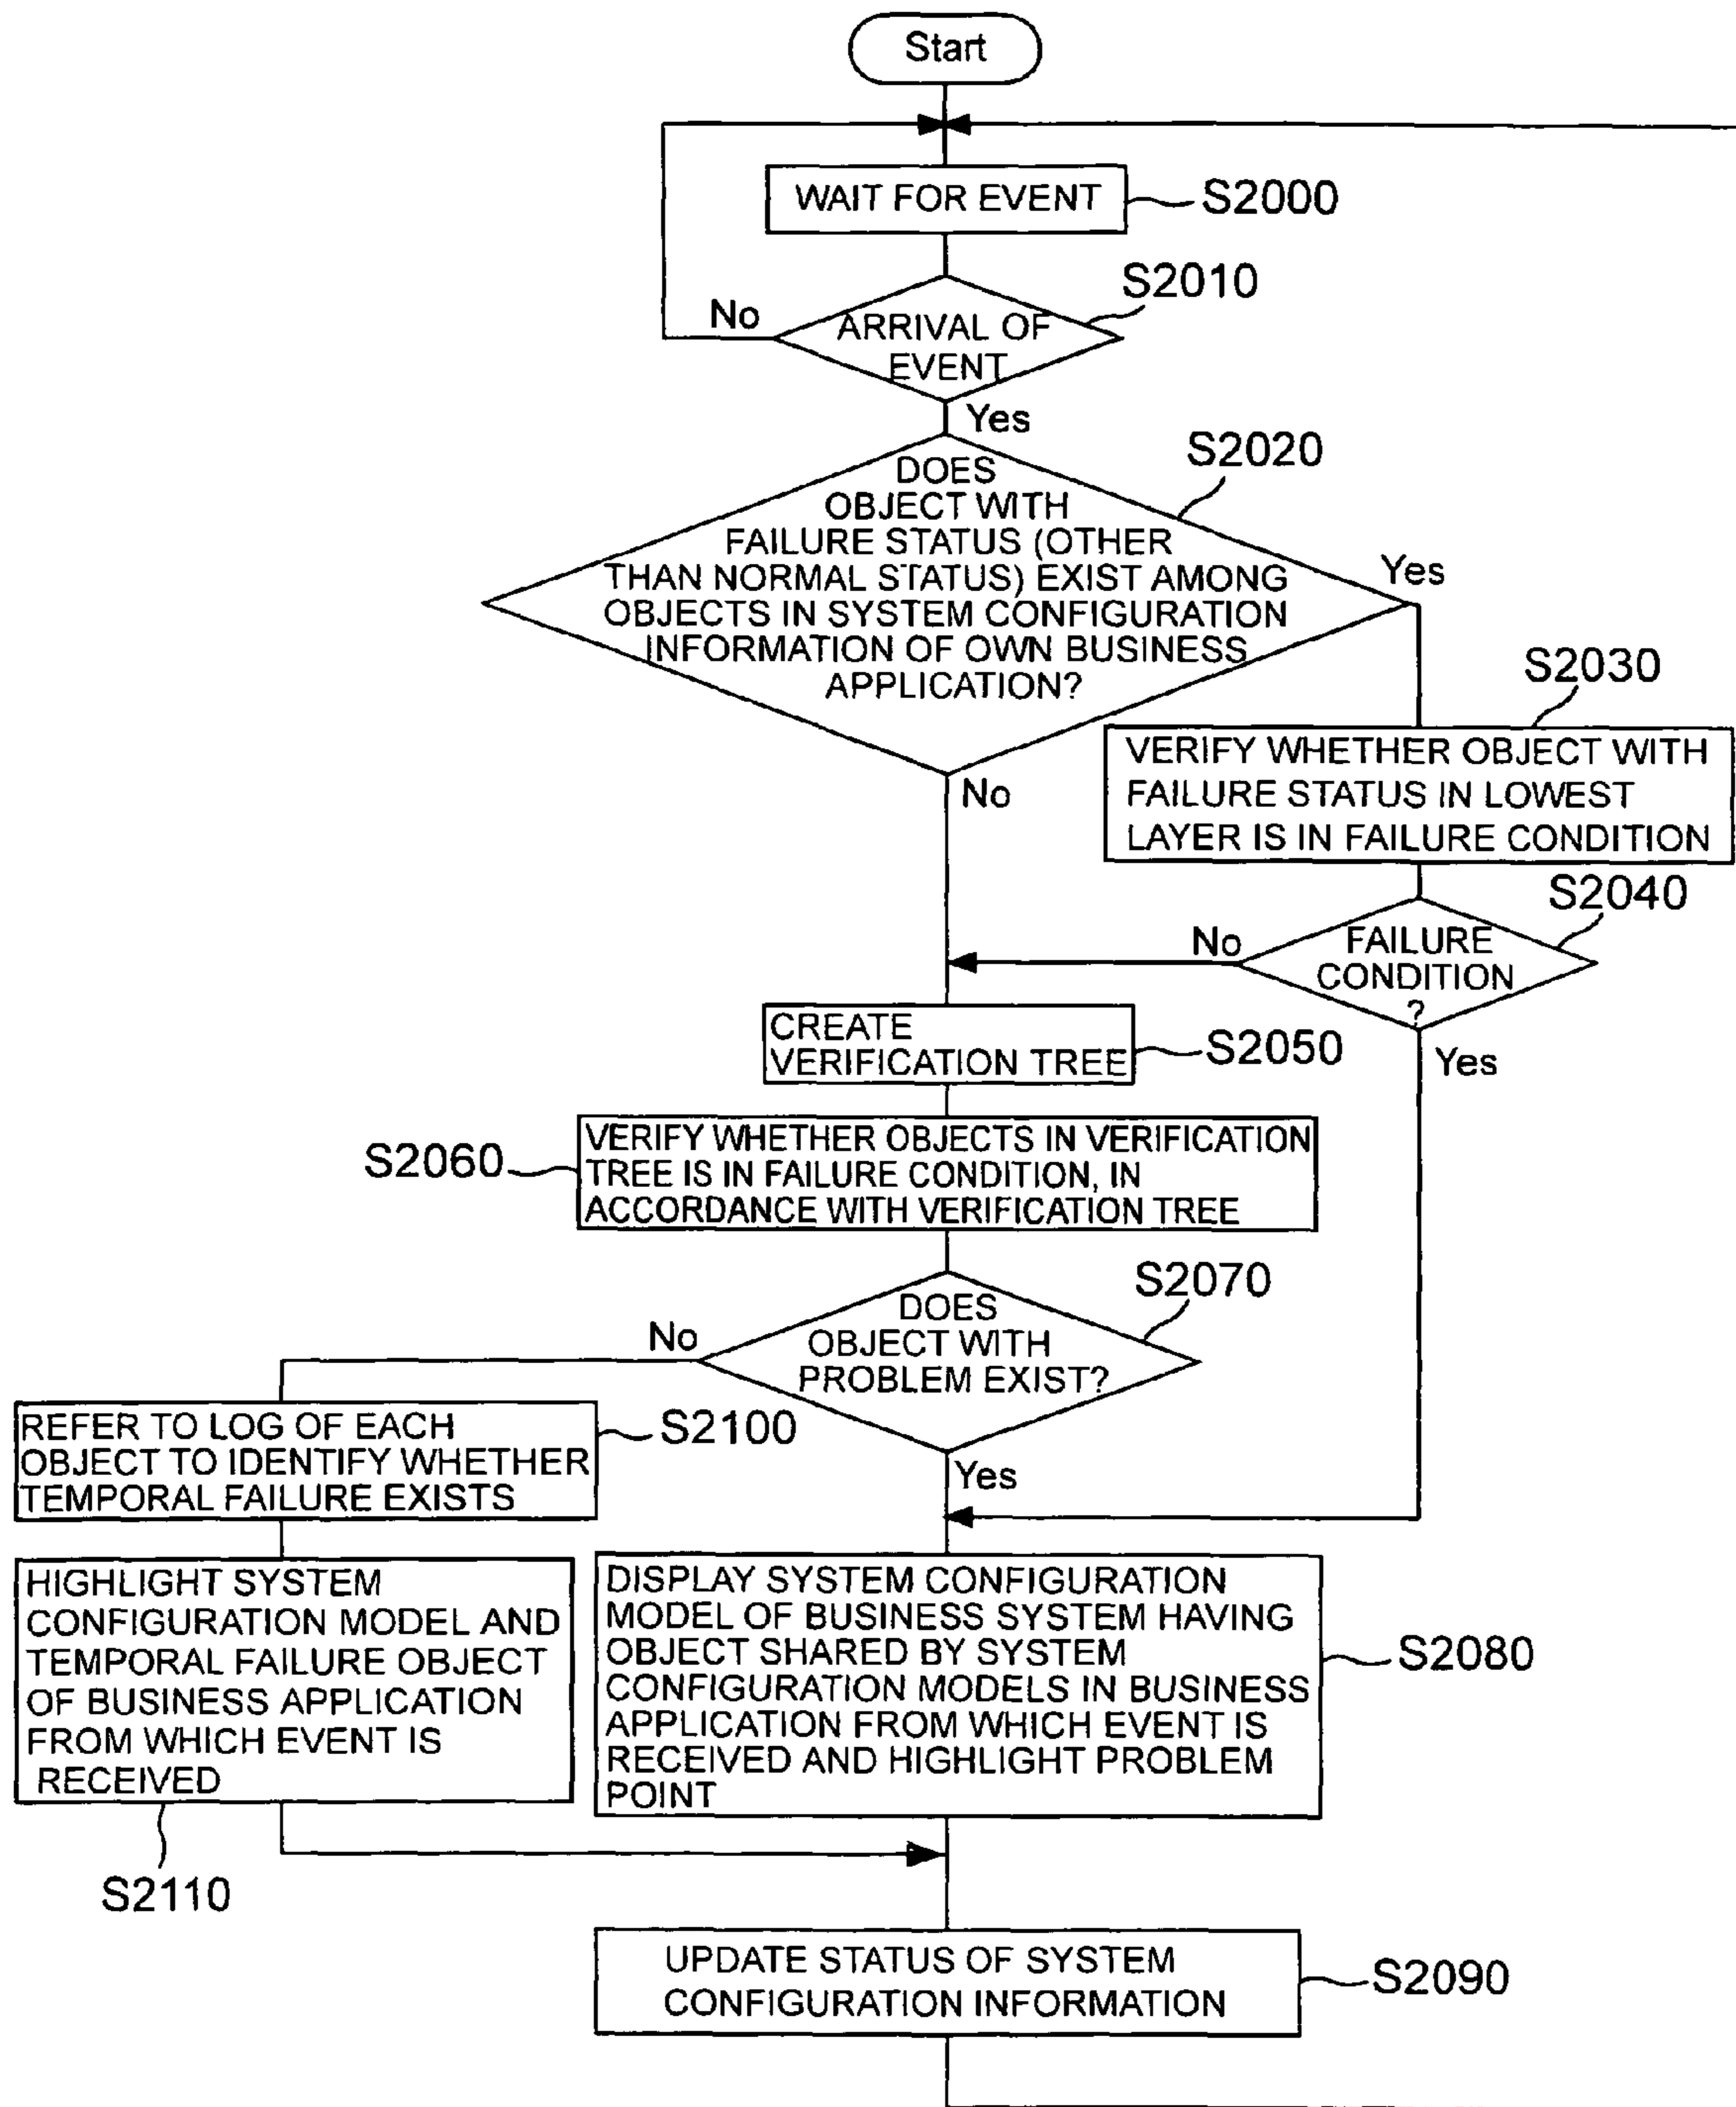 Start
WAIT FOR EVENT
S2000
S2010
No
ARRIVAL OF
EVENT
Yes
S2020
DOES
OBJECT WITH
FAILURE STATUS (OTHER
THAN NORMAL STATUS) EXIST AMONG
OBJECTS IN SYSTEM CONFIGURATION
INFORMATION OF OWN BUSINESS
APPLICATION?
Yes
No
S2030
VERIFY WHETHER OBJECT WITH
FAILURE STATUS IN LOWEST
LAYER IS IN FAILURE CONDITION
S2040
No
FAILURE
CONDITION
?
Yes
CREATE
VERIFICATION TREE
S2050
S2060
VERIFY WHETHER OBJECTS IN VERIFICATION
TREE IS IN FAILURE CONDITION, IN
ACCORDANCE WITH VERIFICATION TREE
S2070
No
DOES
OBJECT WITH
PROBLEM EXIST?
Yes
REFER TO LOG OF EACH
OBJECT TO IDENTIFY WHETHER
TEMPORAL FAILURE EXISTS
S2100
HIGHLIGHT SYSTEM
CONFIGURATION MODEL AND
TEMPORAL FAILURE OBJECT
OF BUSINESS APPLICATION
FROM WHICH EVENT IS
RECEIVED
S2110
DISPLAY SYSTEM CONFIGURATION
MODEL OF BUSINESS SYSTEM HAVING
OBJECT SHARED BY SYSTEM
CONFIGURATION MODELS IN BUSINESS
APPLICATION FROM WHICH EVENT IS
RECEIVED AND HIGHLIGHT PROBLEM
POINT
S2080
UPDATE STATUS OF SYSTEM
CONFIGURATION INFORMATION
S2090